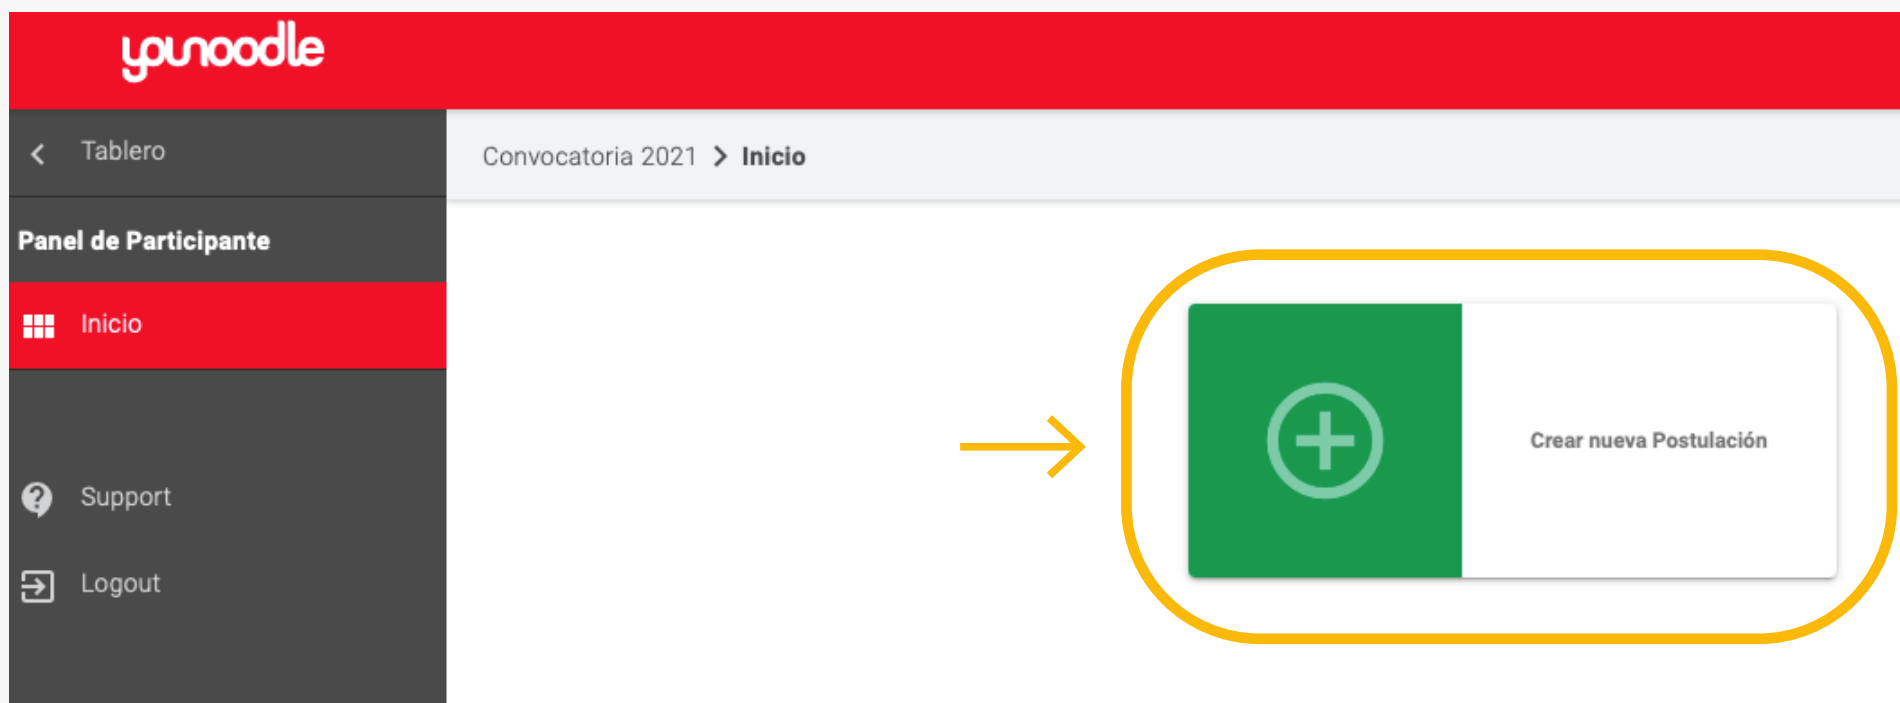 younoodle
Tablero
Convocatoria 2021 > Inicio
Panel de Participante
Inicio
Crear nueva Postulación
Support
Logout